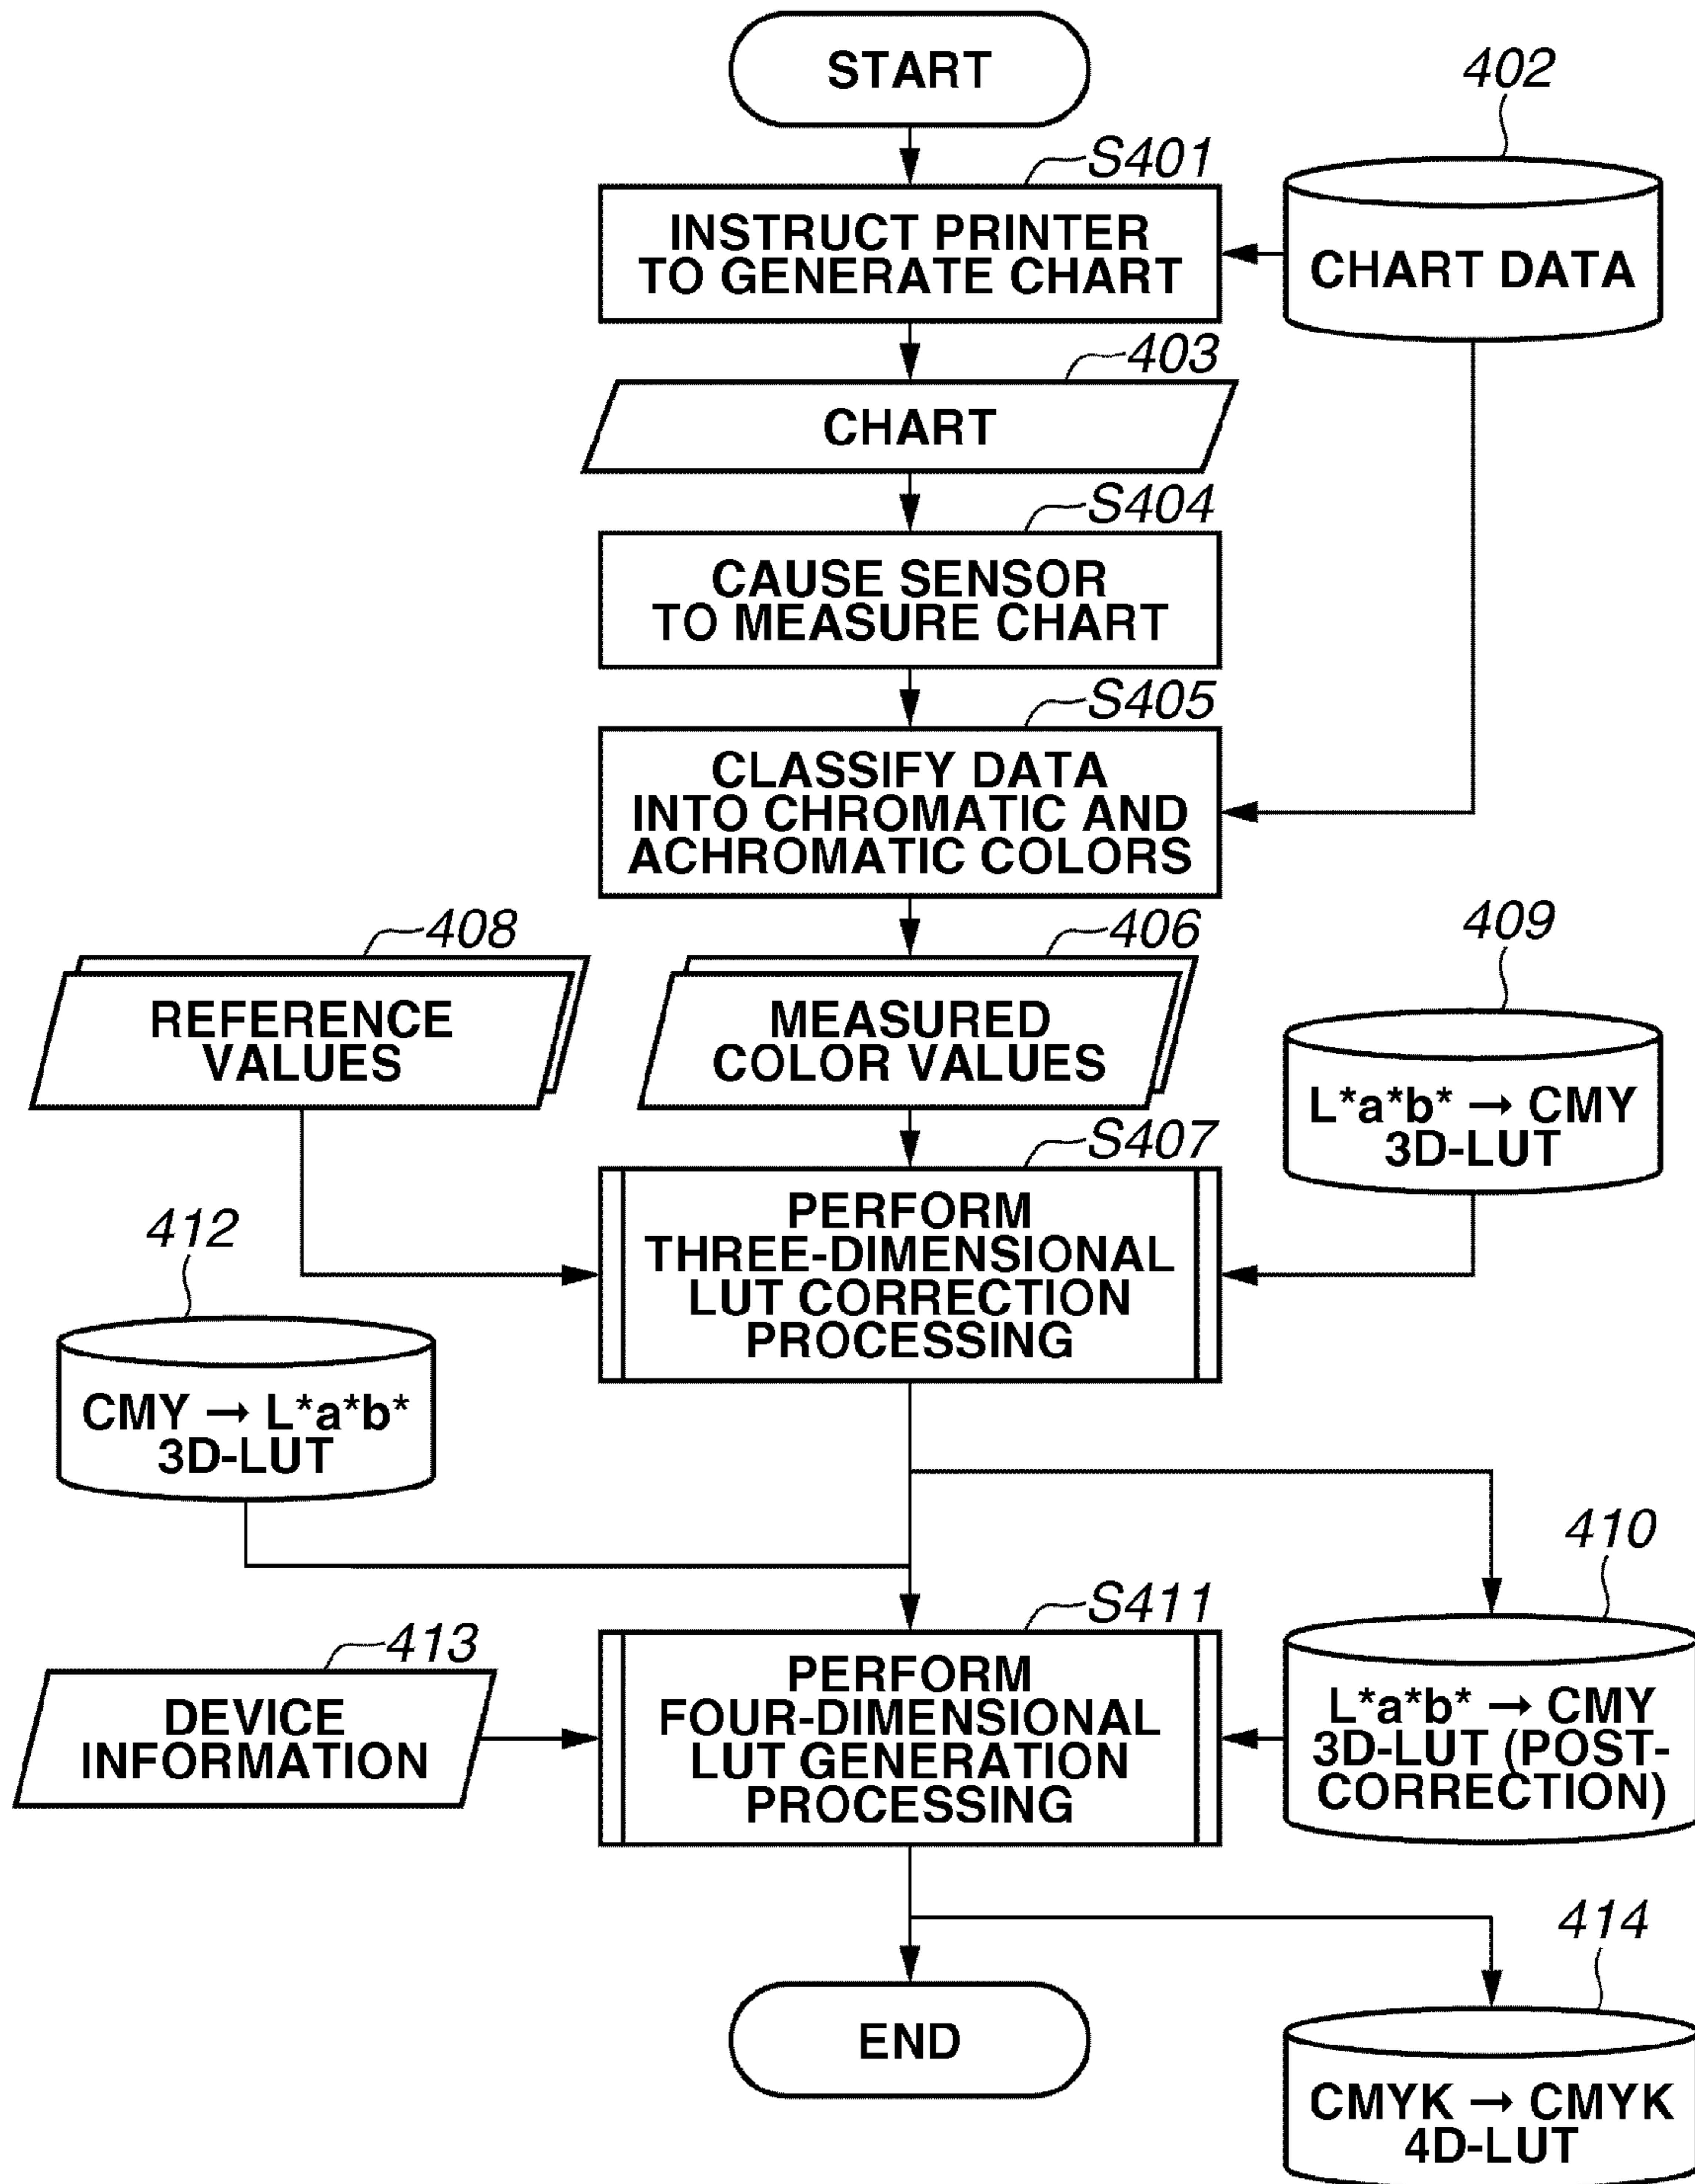 START
402
S401
INSTRUCT PRINTER
TO GENERATE CHART
CHART DATA
403
CHART
S404
CAUSE SENSOR
TO MEASURE CHART
S405
CLASSIFY DATA
INTO CHROMATIC AND
ACHROMATIC COLORS
408
406
409
REFERENCE
VALUES
MEASURED
COLOR VALUES
L*a*b* → CMY
3D-LUT
S407
PERFORM
THREE-DIMENSIONAL
LUT CORRECTION
PROCESSING
412
CMY → L*a*b*
3D-LUT
410
S411
413
DEVICE
INFORMATION
PERFORM
FOUR-DIMENSIONAL
LUT GENERATION
PROCESSING
L*a*b* → CMY
3D-LUT (POST-
CORRECTION)
414
END
CMYK → CMYK
4D-LUT